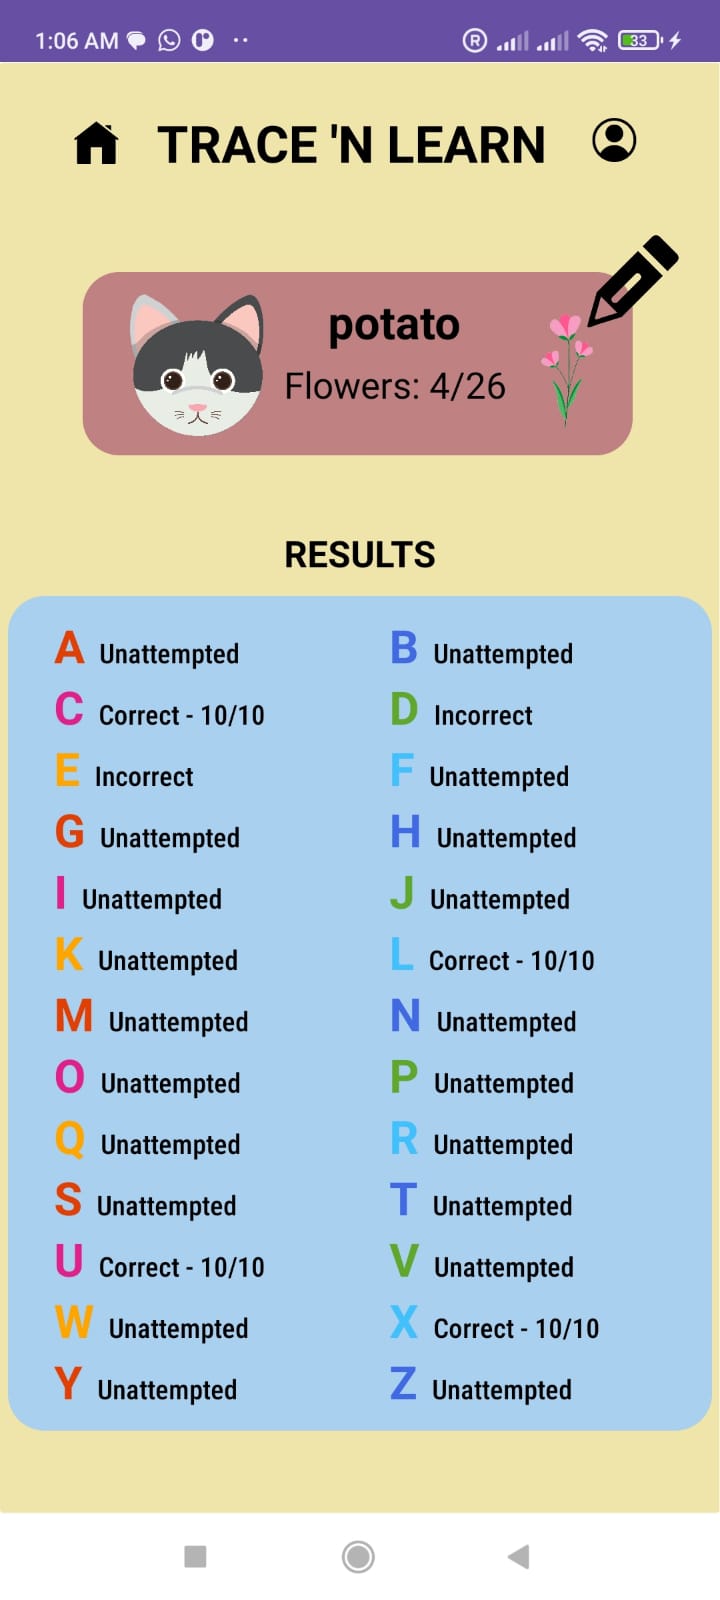 1:06 AM
R
33
TRACE 'N LEARN
potato
Flowers: 4/26
RESULTS
A Unattempted B Unattempted
C Correct - 10/10 D Incorrect
E Incorrect F Unattempted
G Unattempted H Unattempted
I Unattempted J Unattempted
K Unattempted L Correct - 10/10
M Unattempted N Unattempted
O Unattempted P Unattempted
Q Unattempted R Unattempted
S Unattempted T Unattempted
U Correct - 10/10 V Unattempted
W Unattempted X Correct - 10/10
Y Unattempted Z Unattempted